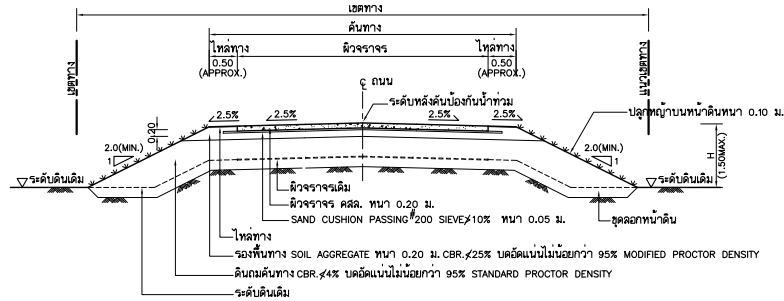 เขตทาง
คันทาง
ไหล่ทาง ผิวจราจร ไหล่ทาง
0.50 0.50
(APPROX.) (APPROX.)
เขตทาง
แนวเขตทาง
℄ ถนน
ระดับหลังคันป้องกันน้ำท่วม
ปลูกหญ้าบนหน้าดินหนา 0.10 ม.
2.5% 2.5% 2.5% 2.5%
0.20
2.0(MIN.) 2.0(MIN.)
1 1
H
(1.50MAX.)
ระดับดินเดิม ระดับดินเดิม
ผิวจราจรเดิม
ผิวจราจร คสล. หนา 0.20 ม.
SAND CUSHION PASSING #200 SIEVE≯10% หนา 0.05 ม.
ขุดลอกหน้าดิน
ไหล่ทาง
รองพื้นทาง SOIL AGGREGATE หนา 0.20 ม. CBR.≮25% บดอัดแน่นไม่น้อยกว่า 95% MODIFIED PROCTOR DENSITY
ดินถมคันทาง CBR.≮4% บดอัดแน่นไม่น้อยกว่า 95% STANDARD PROCTOR DENSITY
ระดับดินเดิม